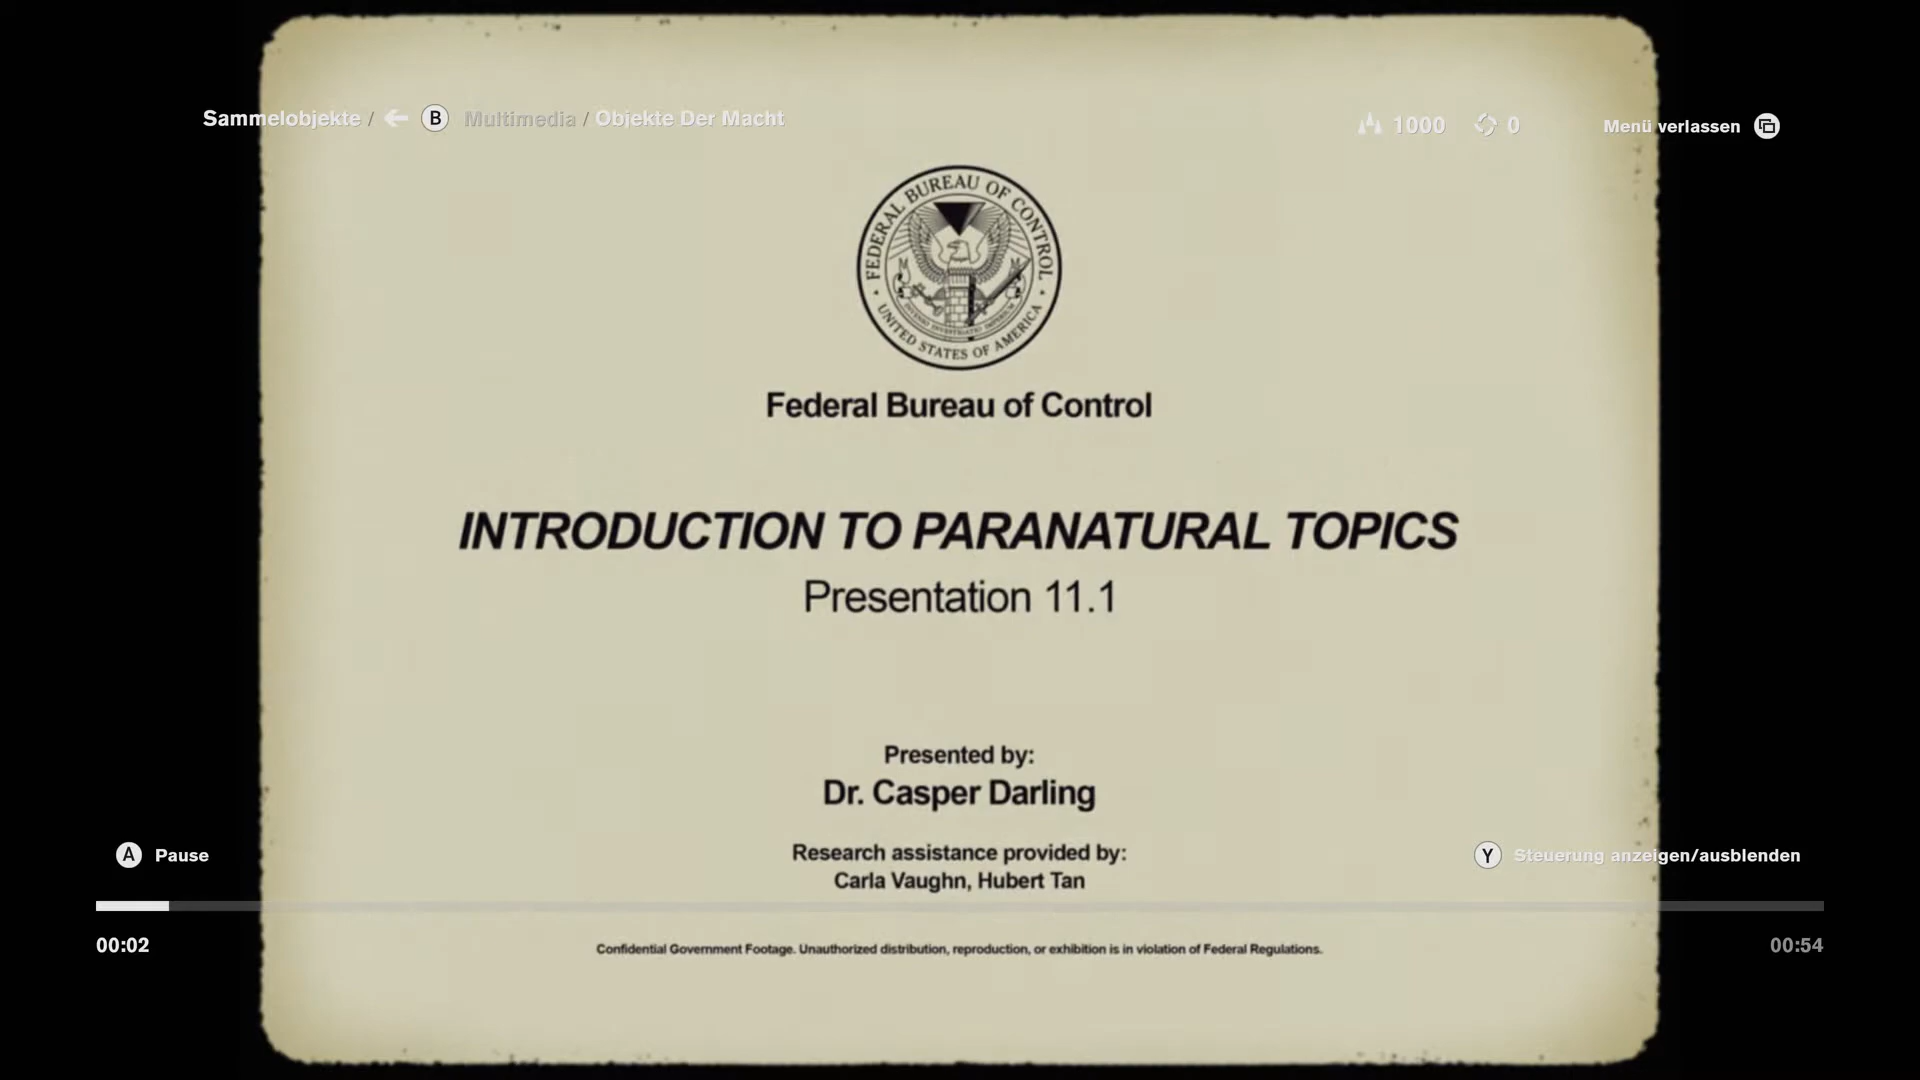 Sammelobjekte / B Multimedia / Objekte Der Macht
1000 0 Menü verlassen
FEDERAL BUREAU OF CONTROL
UNITED STATES OF AMERICA
Federal Bureau of Control
INTRODUCTION TO PARANATURAL TOPICS
Presentation 11.1
Presented by:
Dr. Casper Darling
Research assistance provided by:
Carla Vaughn, Hubert Tan
A Pause
Y Steuerung anzeigen/ausblenden
00:02
00:54
Confidential Government Footage. Unauthorized distribution, reproduction, or exhibition is in violation of Federal Regulations.